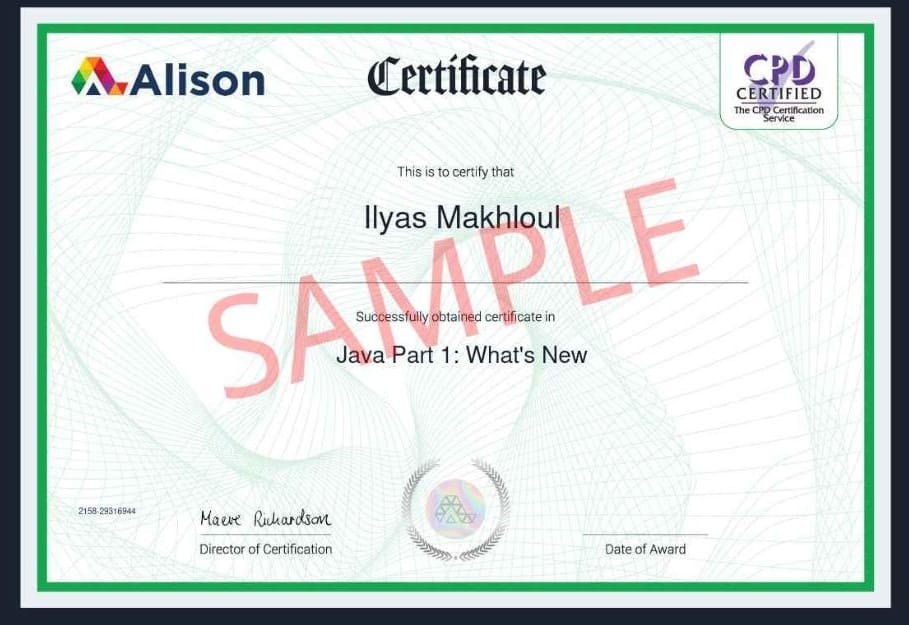 Alison
Certificate
CPD
CERTIFIED
The CPD Certification
Service
This is to certify that
Ilyas Makhloul
SAMPLE
Successfully obtained certificate in
Java Part 1: What's New
2158-29316944
Maeve Richardson
Director of Certification
Date of Award